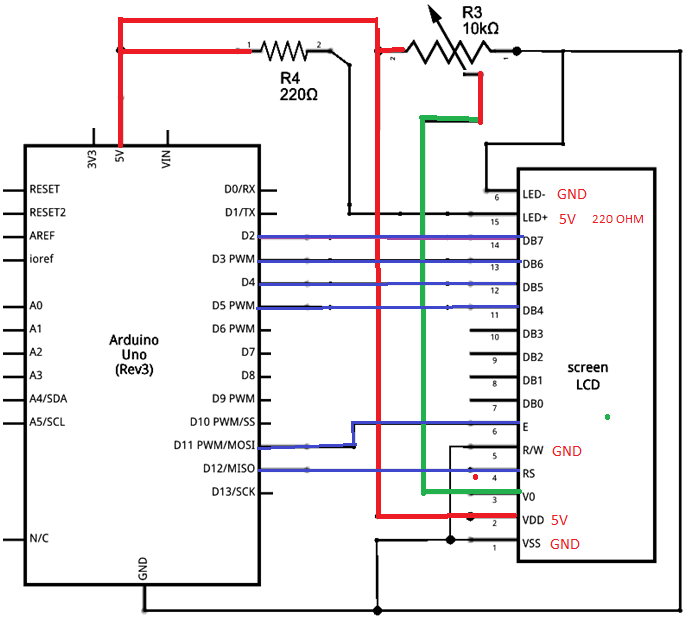 R3
10kΩ
1
2
2
1
R4
220Ω
3V3
5V
VIN
RESET
RESET2
AREF
ioref
A0
A1
A2
A3
A4/SDA
A5/SCL
N/C
Arduino
Uno
(Rev3)
D0/RX
D1/TX
D2
D3 PWM
D4
D5 PWM
D6 PWM
D7
D8
D9 PWM
D10 PWM/SS
D11 PWM/MOSI
D12/MISO
D13/SCK
GND
6 LED- GND
15 LED+ 5V 220 OHM
14 DB7
13 DB6
12 DB5
11 DB4
10 DB3
9 DB2
8 DB1
7 DB0
6 E
5 R/W GND
4 RS
3 V0
2 VDD 5V
1 VSS GND
screen
LCD